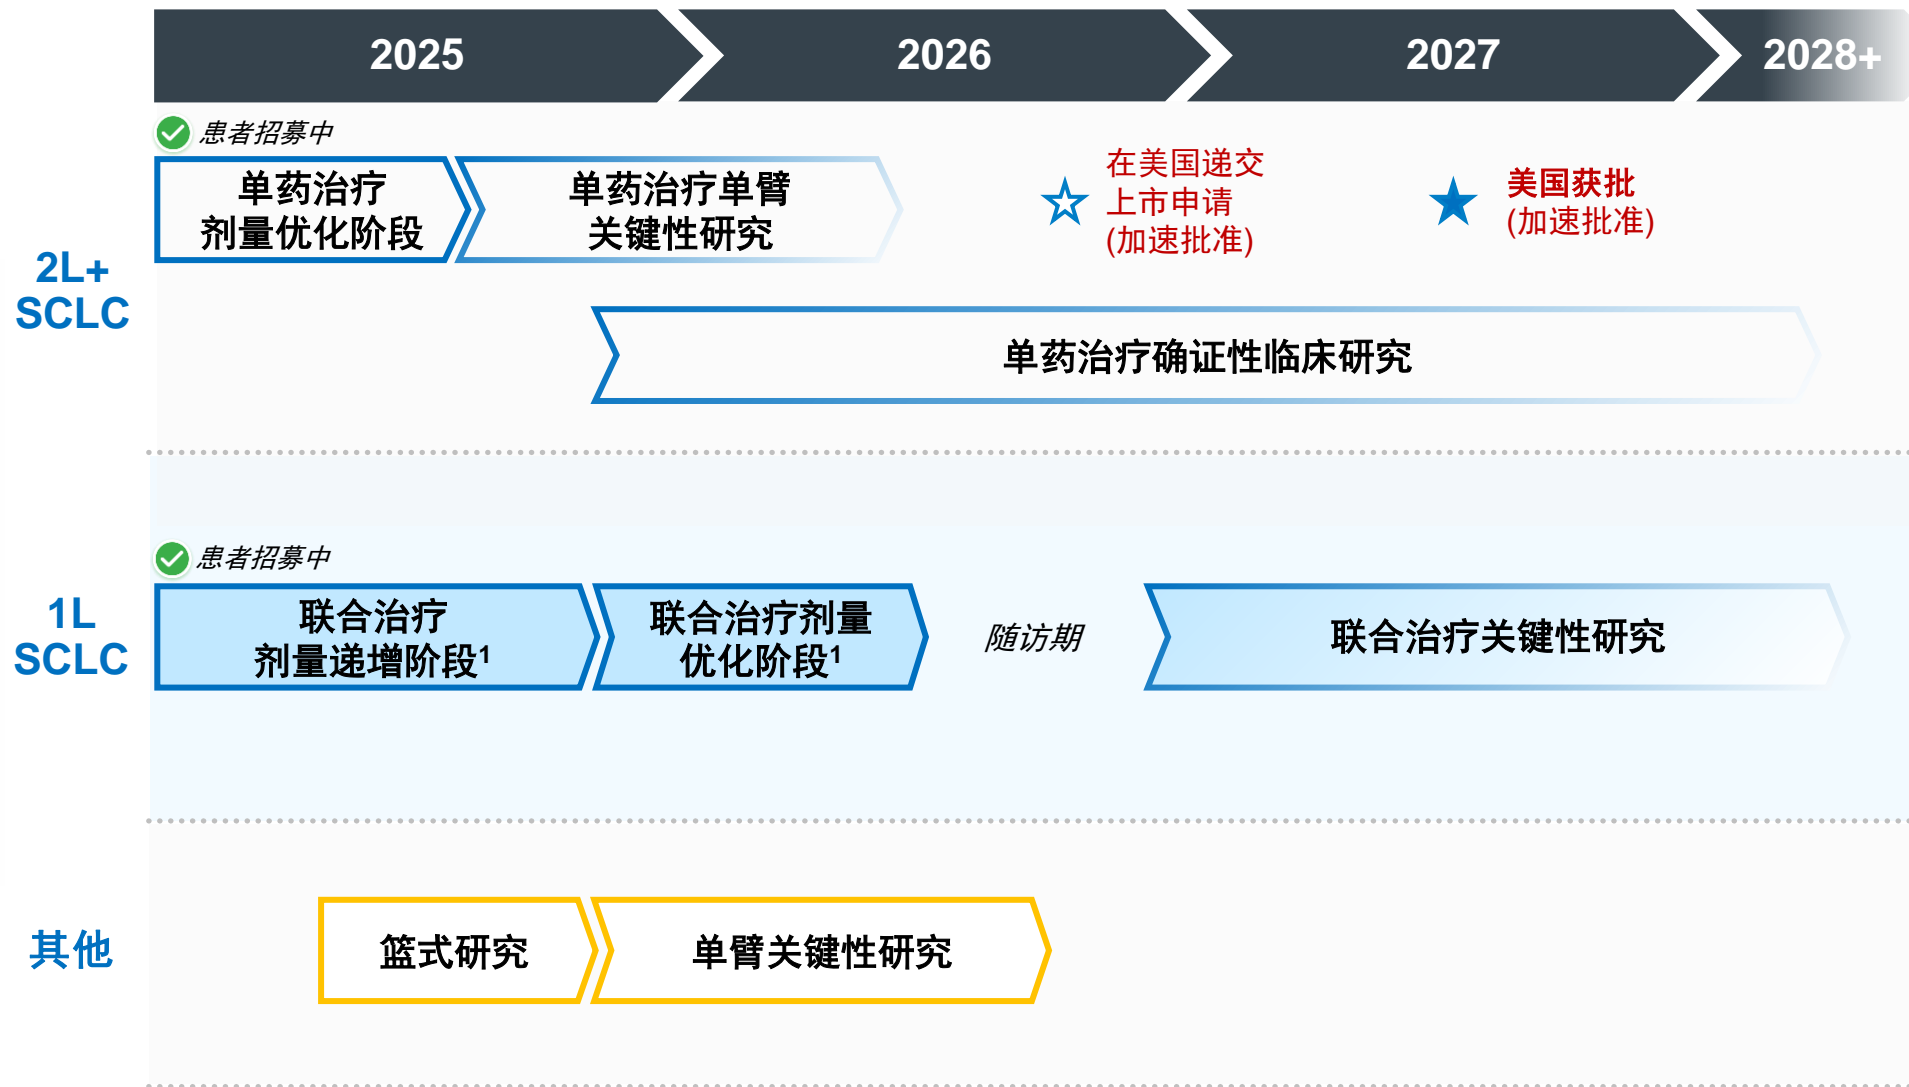 2025
2026
2027
2028+
患者招募中
单药治疗
剂量优化阶段
单药治疗单臂
关键性研究
在美国递交
上市申请
(加速批准)
美国获批
(加速批准)
2L+
SCLC
单药治疗确证性临床研究
患者招募中
1L
SCLC
联合治疗
剂量递增阶段1
联合治疗剂量
优化阶段1
随访期
联合治疗关键性研究
其他
篮式研究
单臂关键性研究